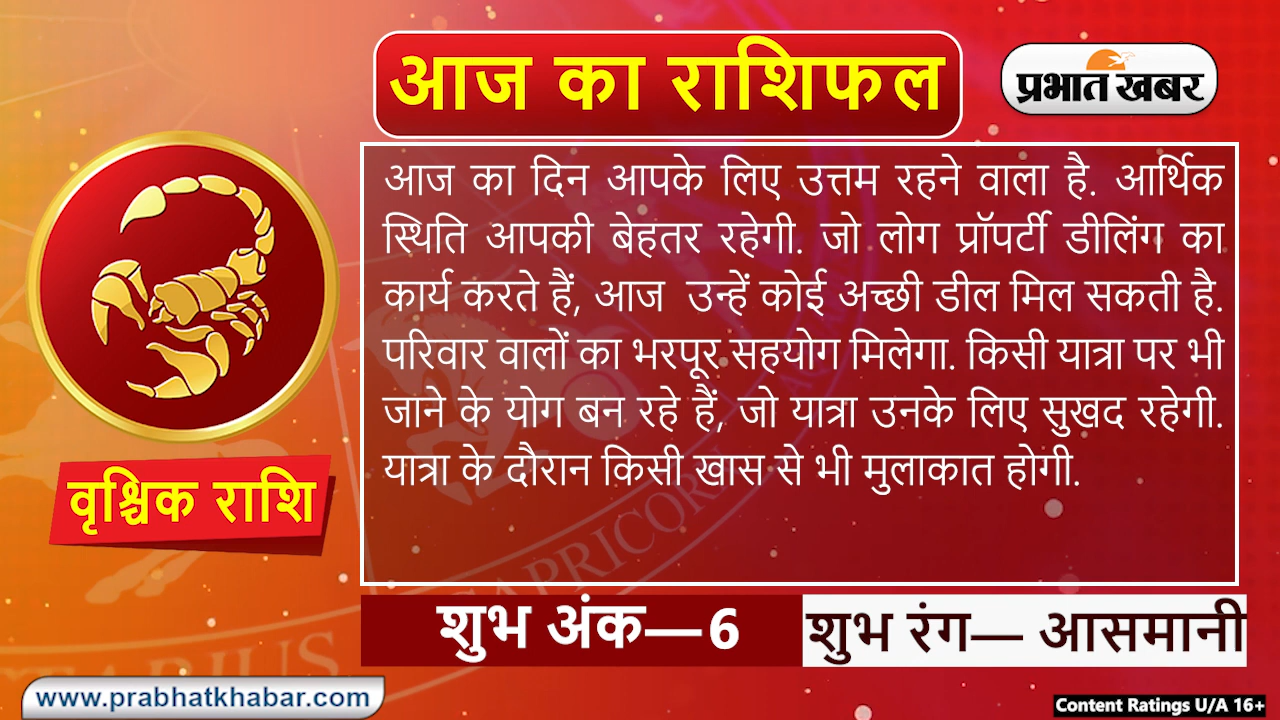 आज का राशिफल
प्रभात खबर
आज का दिन आपके लिए उत्तम रहने वाला है. आर्थिक
स्थिति आपकी बेहतर रहेगी. जो लोग प्रॉपर्टी डीलिंग का
कार्य करते हैं, आज उन्हें कोई अच्छी डील मिल सकती है.
परिवार वालों का भरपूर सहयोग मिलेगा. किसी यात्रा पर भी
जाने के योग बन रहे हैं, जो यात्रा उनके लिए सुखद रहेगी.
यात्रा के दौरान किसी खास से भी मुलाकात होगी.
वृश्चिक राशि
CAPRICORN
शुभ अंक—6
शुभ रंग— आसमानी
www.prabhatkhabar.com
Content Ratings U/A 16+